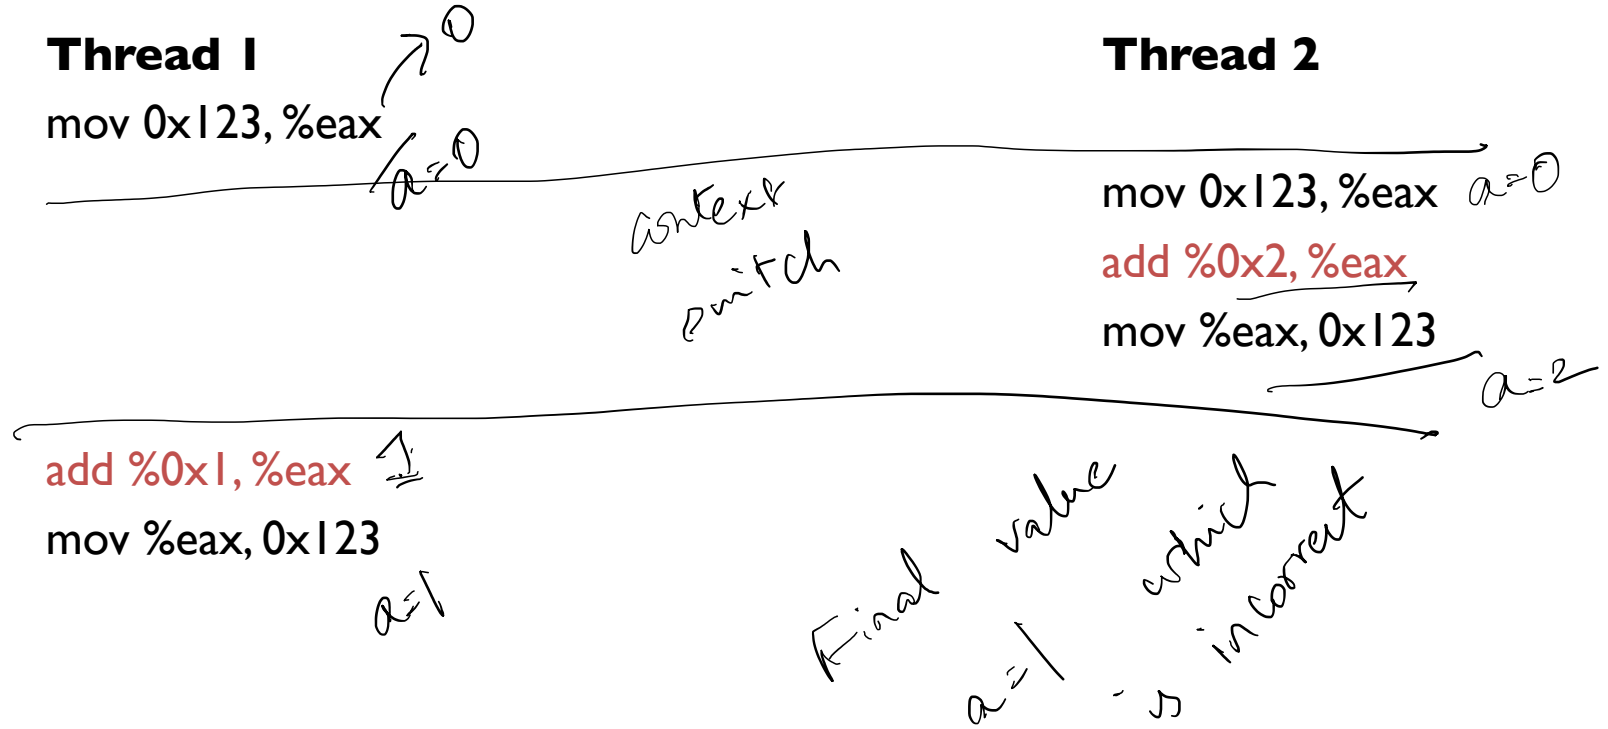 Thread 1
0
Thread 2
mov 0x123, %eax
a=0
mov 0x123, %eax
a=0
context
switch
add %0x2, %eax
mov %eax, 0x123
a=2
add %0x1, %eax
1
mov %eax, 0x123
a=1
Final value
a=1
which
is incorrect